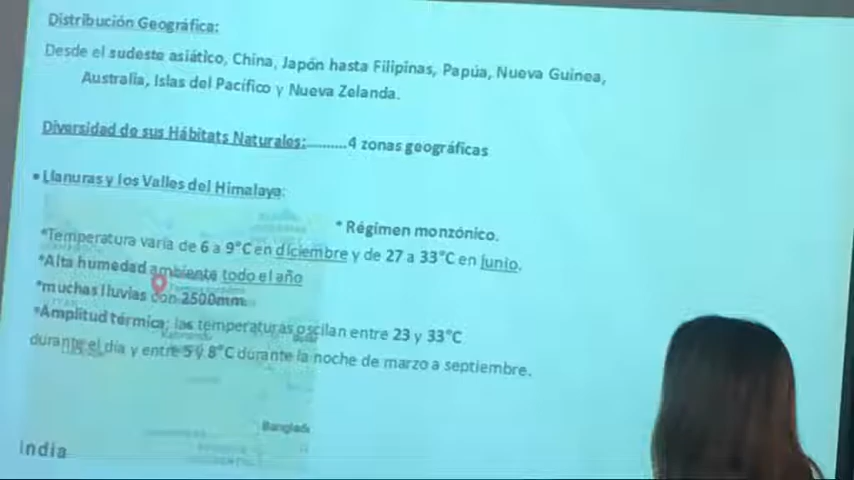 Distribución Geográfica:
Desde el sudeste asiático, China, Japón hasta Filipinas, Papúa, Nueva Guinea,
Australia, Islas del Pacífico y Nueva Zelanda.
Diversidad de sus Hábitats Naturales:..........4 zonas geográficas
• Llanuras y los Valles del Himalaya:
* Régimen monzónico.
*Temperatura varía de 6 a 9°C en diciembre y de 27 a 33°C en junio.
*Alta humedad ambiente todo el año
*muchas lluvias con 2500mm.
*Amplitud térmica; las temperaturas oscilan entre 23 y 33°C
durante el día y entre 5 y 8°C durante la noche de marzo a septiembre.
India